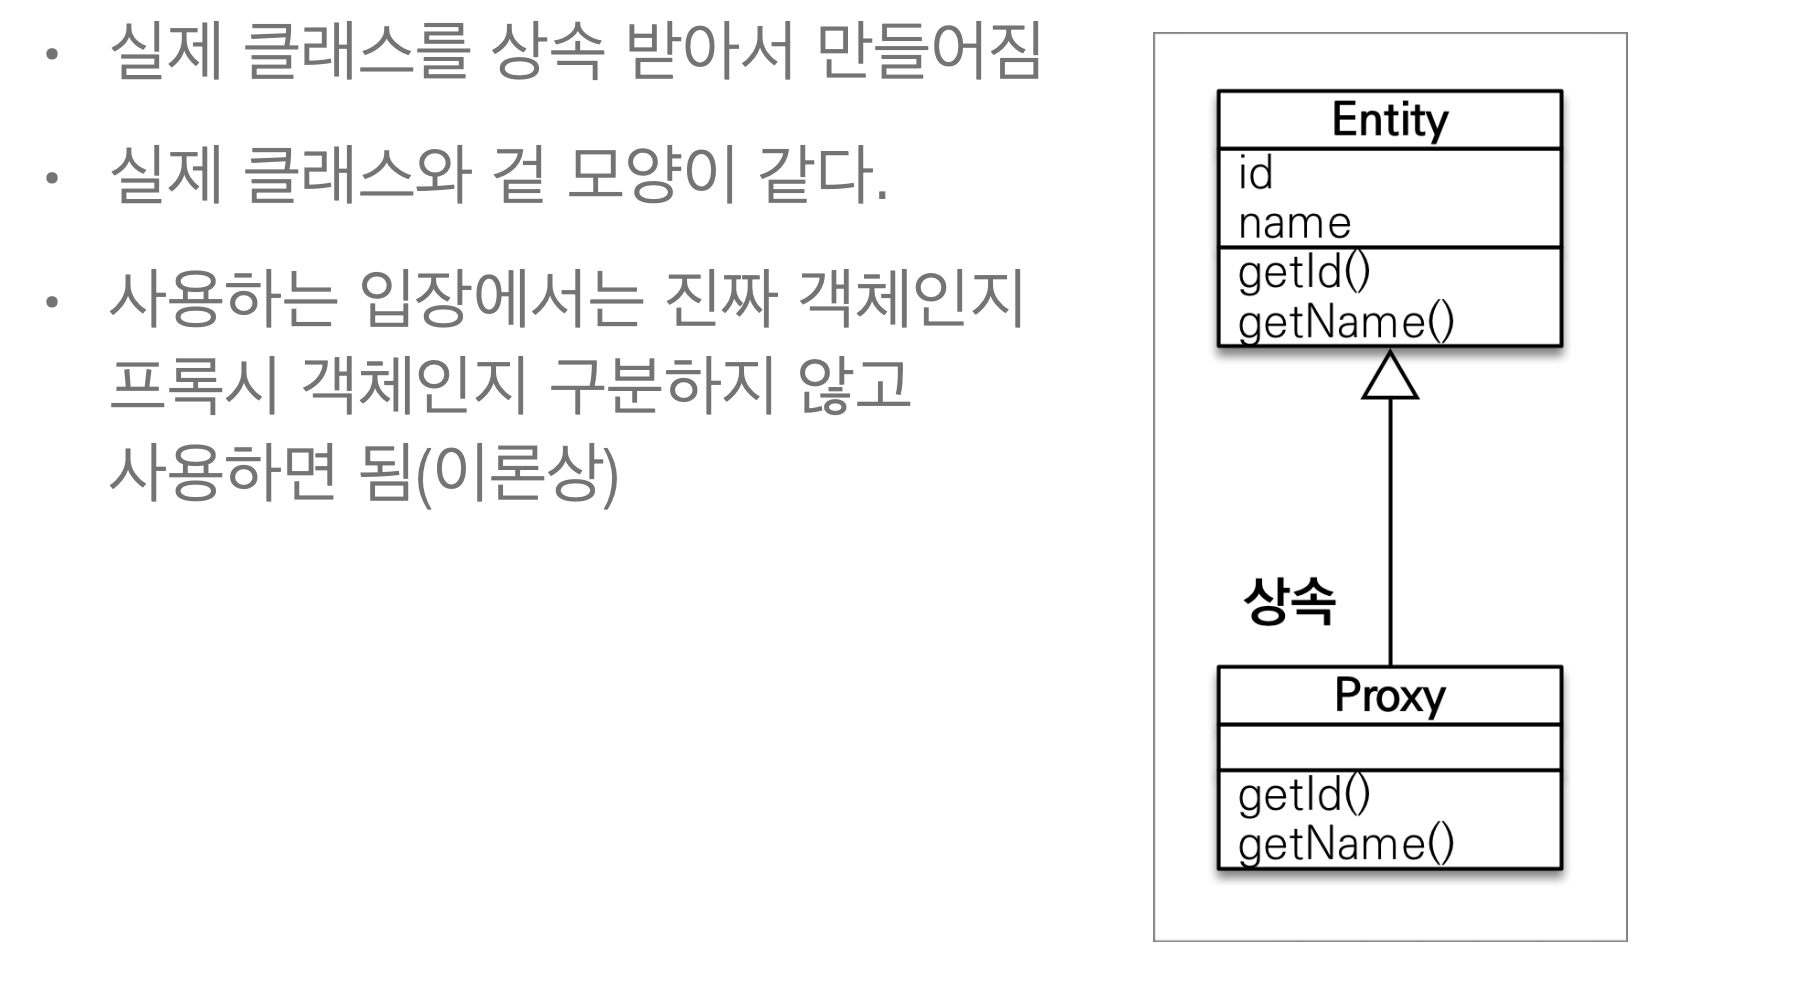 • 실제 클래스를 상속 받아서 만들어짐
• 실제 클래스와 겉 모양이 같다.
• 사용하는 입장에서는 진짜 객체인지
프록시 객체인지 구분하지 않고
사용하면 됨(이론상)
Entity
id
name
getId()
getName()
상속
Proxy
getId()
getName()